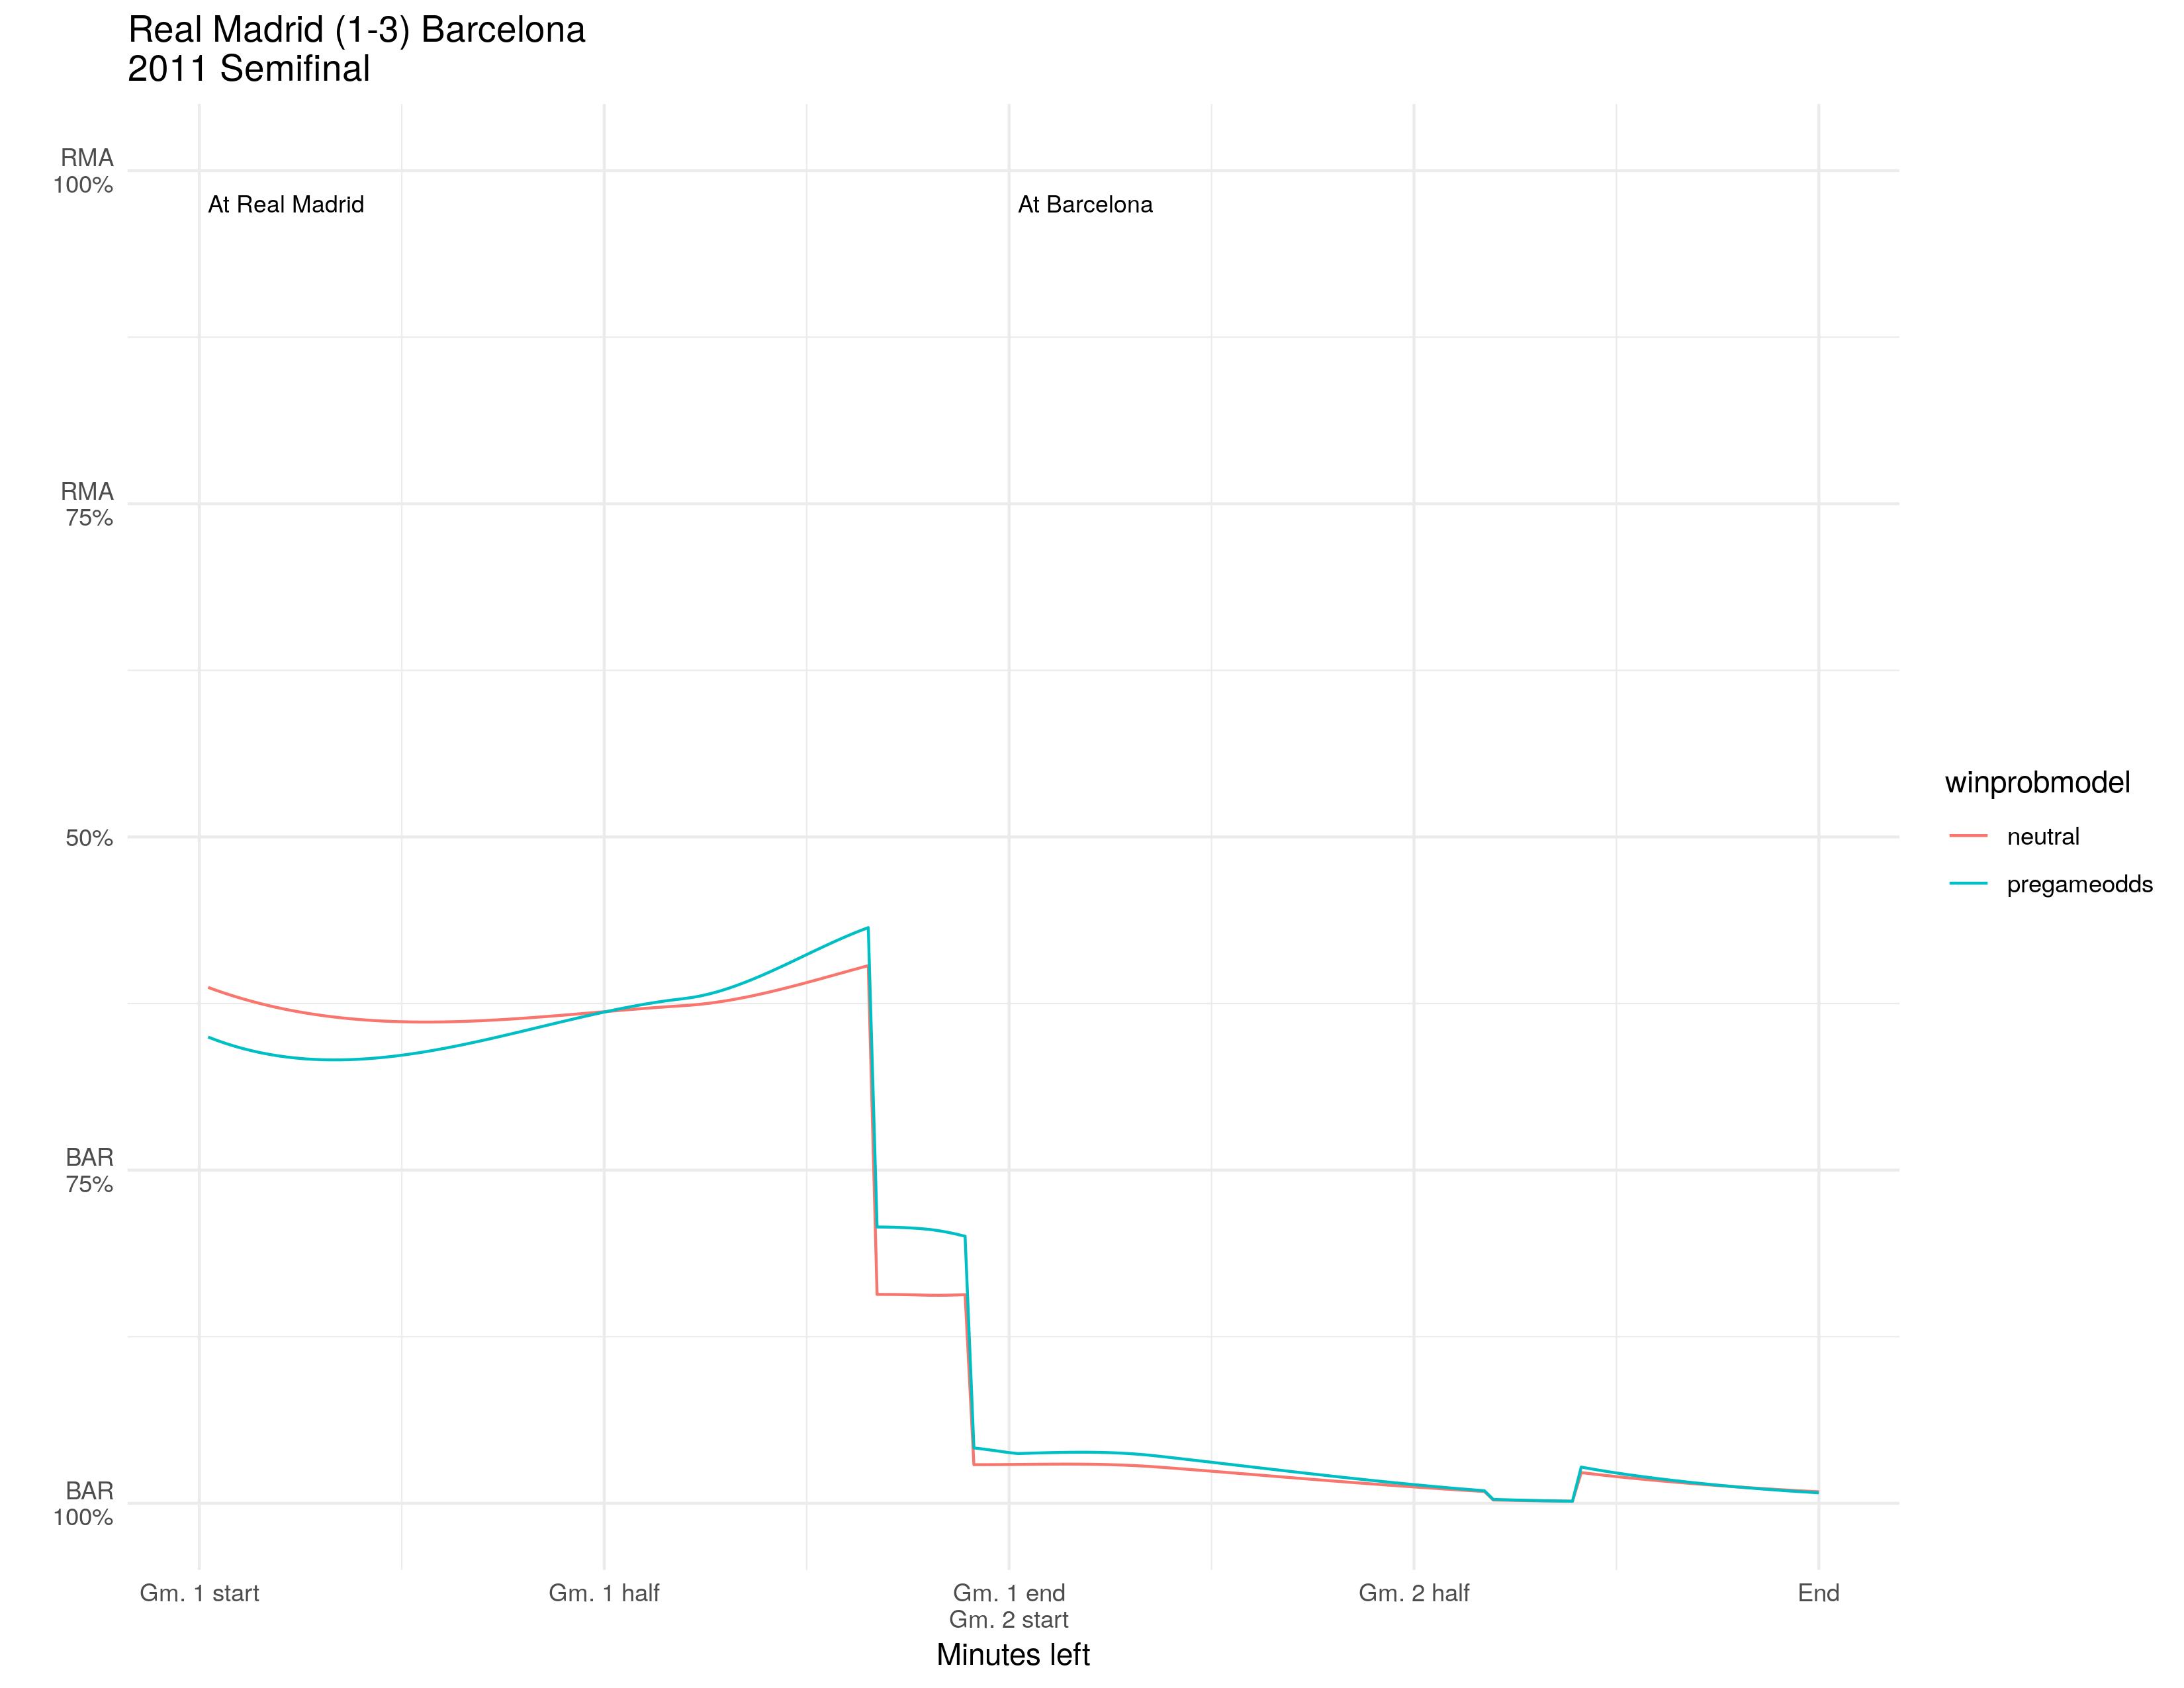 Real Madrid (1-3) Barcelona
2011 Semifinal
RMA
100%
At Real Madrid
At Barcelona
RMA
75%
50%
BAR
75%
BAR
100%
winprobmodel
neutral
pregameodds
Gm. 1 start
Gm. 1 half
Gm. 1 end
Gm. 2 start
Gm. 2 half
End
Minutes left